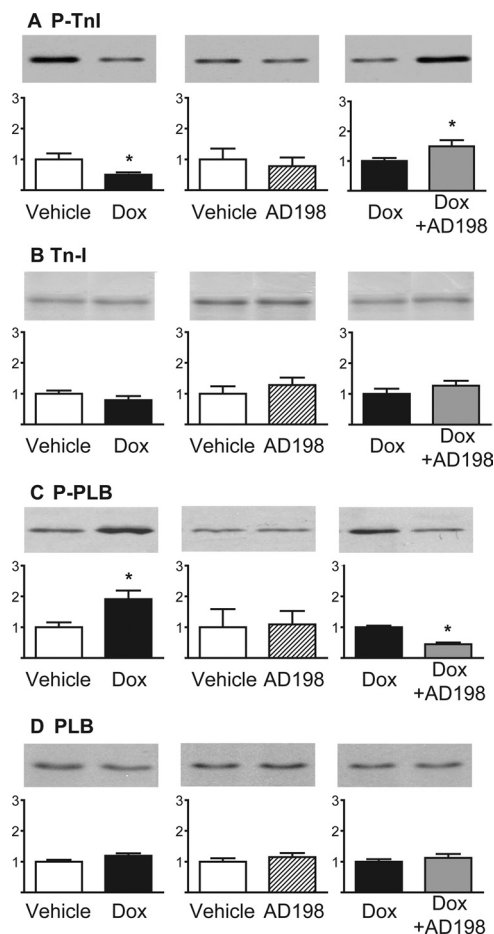 A P-TnI
3
2
1
*
Vehicle Dox
3
2
1
Vehicle AD198
3
2
1
*
Dox Dox
+AD198
B Tn-I
3
2
1
Vehicle Dox
3
2
1
Vehicle AD198
3
2
1
Dox Dox
+AD198
C P-PLB
3
2
1
*
Vehicle Dox
3
2
1
Vehicle AD198
3
2
1
*
Dox Dox
+AD198
D PLB
3
2
1
Vehicle Dox
3
2
1
Vehicle AD198
3
2
1
Dox Dox
+AD198